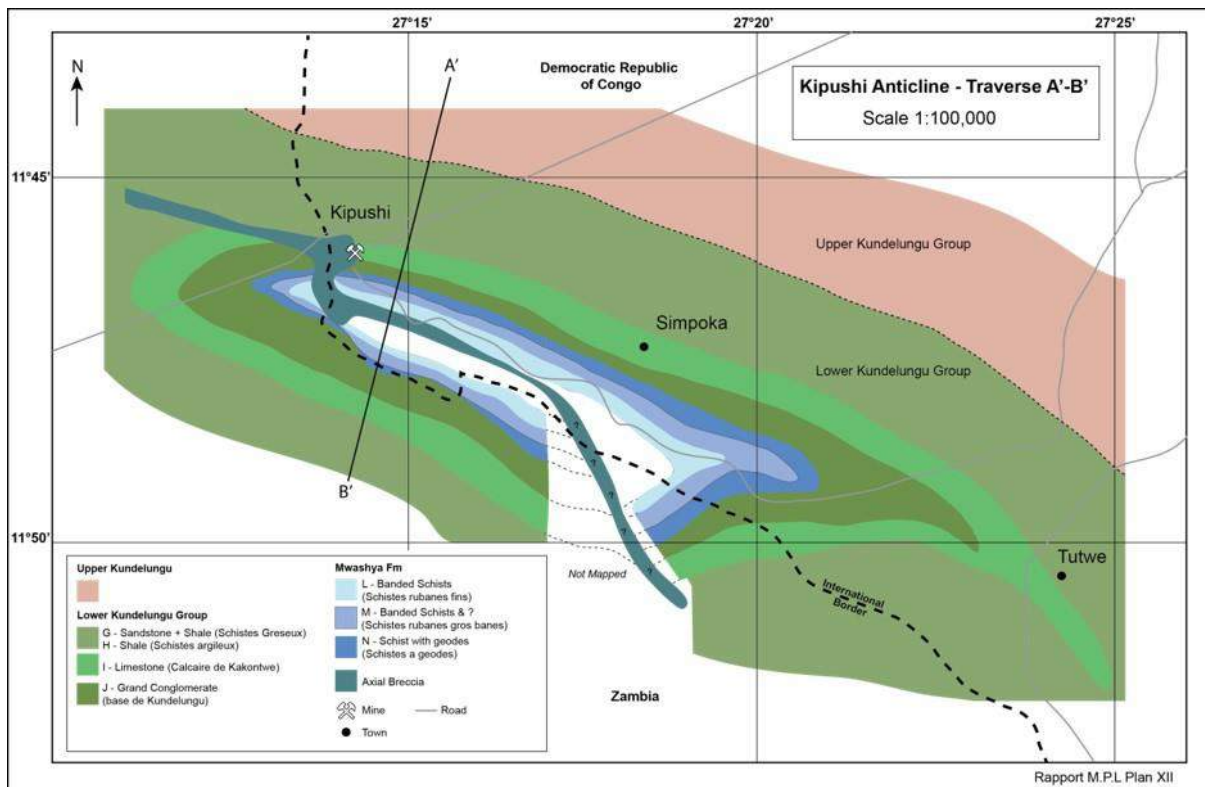 27°15'
27°20'
27°25'
N
A'
Democratic Republic
of Congo
Kipushi Anticline - Traverse A'-B'
Scale 1:100,000
11°45'
Kipushi
Upper Kundelungu Group
Simpoka
Lower Kundelungu Group
B'
?
?
?
?
?
11°50'
Not Mapped
Tutwe
International
Border
Zambia
Upper Kundelungu
Lower Kundelungu Group
G - Sandstone + Shale (Schistes Greseux)
H - Shale (Schistes argileux)
I - Limestone (Calcaire de Kakontwe)
J - Grand Conglomerate
(base de Kundelungu)
Mwashya Fm
L - Banded Schists
(Schistes rubanes fins)
M - Banded Schists & ?
(Schistes rubanes gros banes)
N - Schist with geodes
(Schistes a geodes)
Axial Breccia
Mine
Road
Town
Rapport M.P.L Plan XII